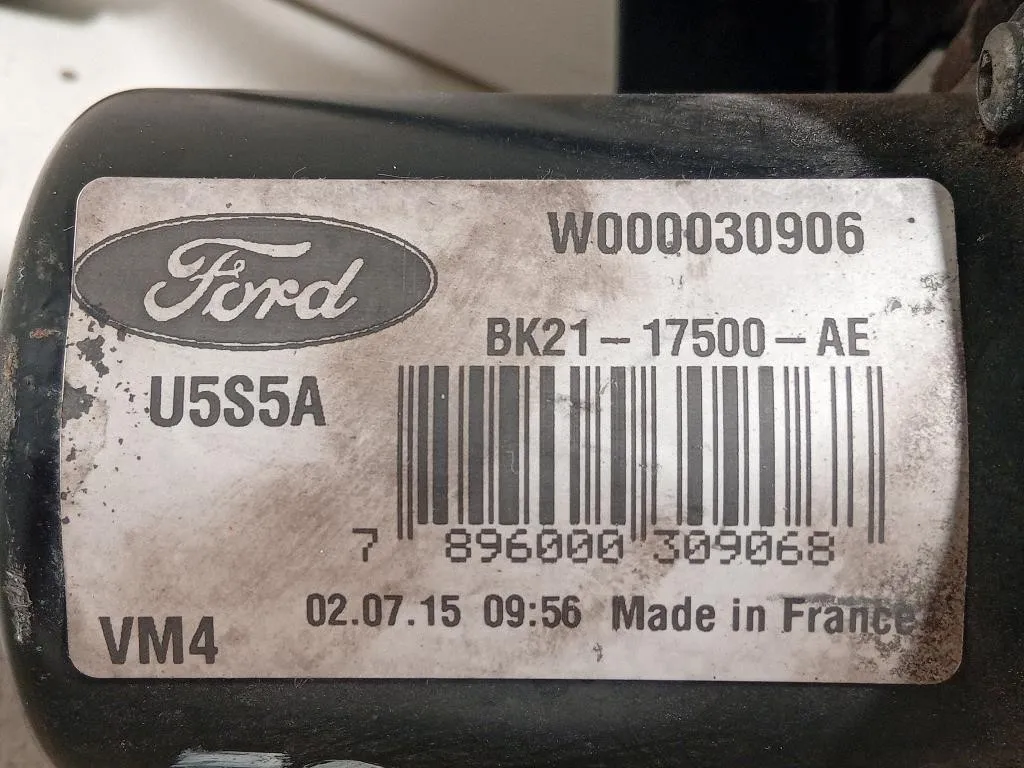 Ford
W000030906
BK21-17500-AE
U5S5A
7 896000 309068
02.07.15 09:56 Made in France
VM4